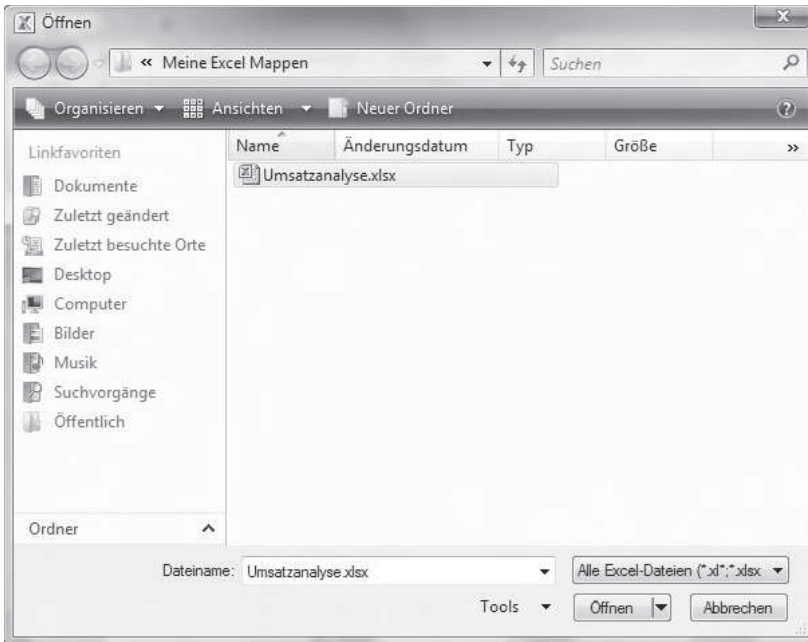 Öffnen
« Meine Excel Mappen
Suchen
Organisieren Ansichten Neuer Ordner
Linkfavoriten
Name Änderungsdatum Typ Größe »
Umsatzanalyse.xlsx
Dokumente
Zuletzt geändert
Zuletzt besuchte Orte
Desktop
Computer
Bilder
Musik
Suchvorgänge
Öffentlich
Ordner
Dateiname: Umsatzanalyse.xlsx Alle Excel-Dateien (*.xl*;*.xlsx
Tools Öffnen Abbrechen